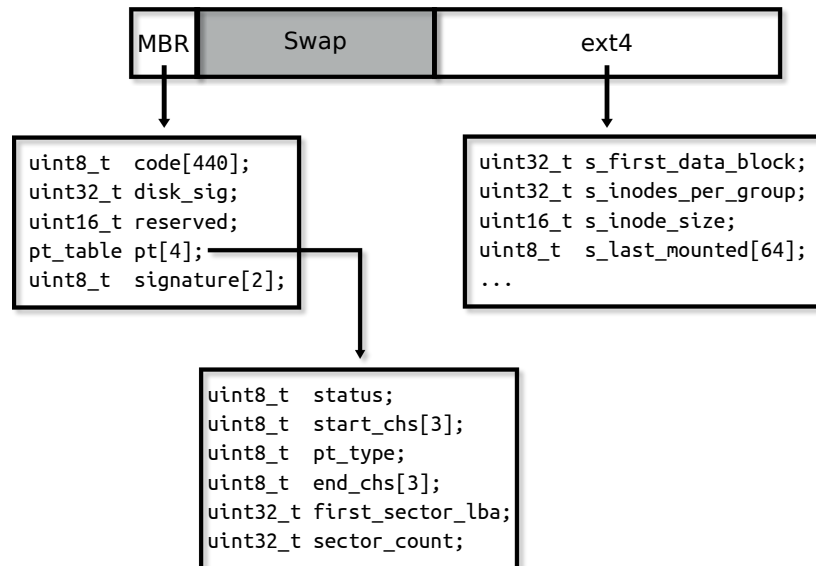 MBR
Swap
ext4
uint8_t code[440];
uint32_t disk_sig;
uint16_t reserved;
pt_table pt[4];
uint8_t signature[2];
uint32_t s_first_data_block;
uint32_t s_inodes_per_group;
uint16_t s_inode_size;
uint8_t s_last_mounted[64];
...
uint8_t status;
uint8_t start_chs[3];
uint8_t pt_type;
uint8_t end_chs[3];
uint32_t first_sector_lba;
uint32_t sector_count;